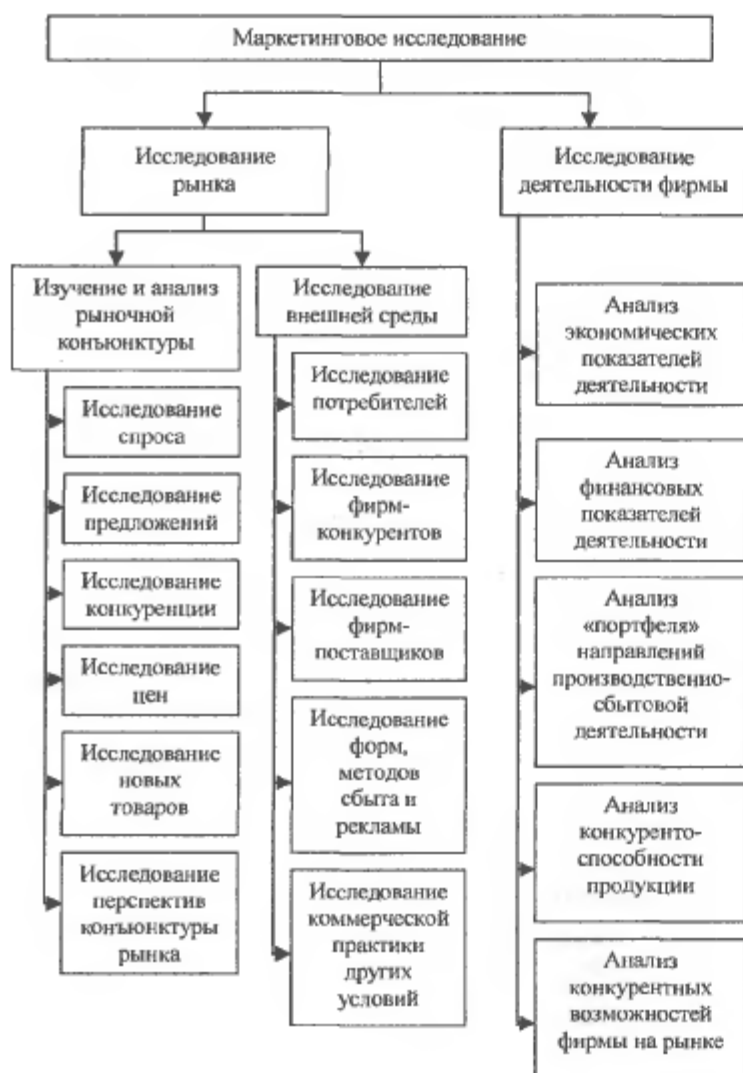 Маркетинговое исследование
Исследование
рынка
Исследование
деятельности фирмы
Изучение и анализ
рыночной
конъюнктуры
Исследование
спроса
Исследование
предложений
Исследование
конкуренции
Исследование
цен
Исследование
новых
товаров
Исследование
перспектив
конъюнктуры
рынка
Исследование
внешней среды
Исследование
потребителей
Исследование
фирм-
конкурентов
Исследование
фирм-
поставщиков
Исследование
форм,
методов
сбыта и
рекламы
Исследование
коммерческой
практики
других
условий
Анализ
экономических
показателей
деятельности
Анализ
финансовых
показателей
деятельности
Анализ
«портфеля»
направлений
производственно-
сбытовой
деятельности
Анализ
конкуренто-
способности
продукции
Анализ
конкурентных
возможностей
фирмы на рынке